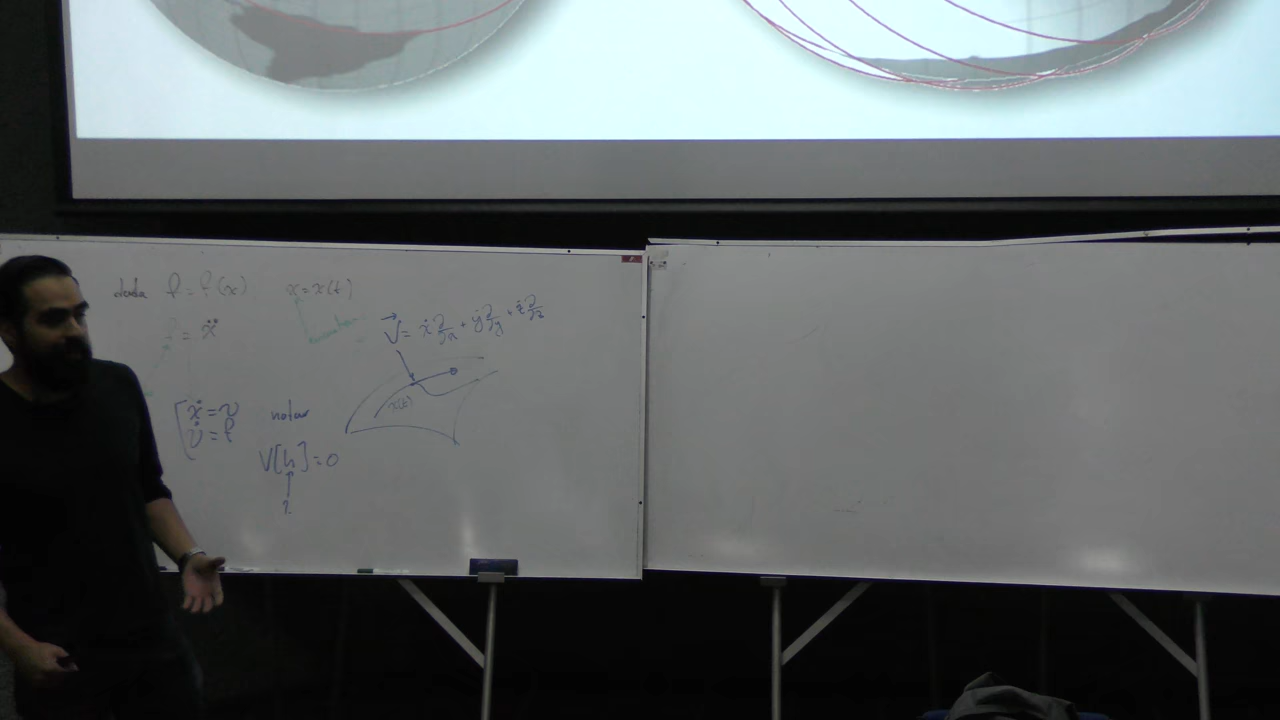 dada f = f(x) x = x(t)
= ẍ
V⃗ = ẋ ∂/∂x + ẏ ∂/∂y + ż ∂/∂z
ẋ = v notar
v̇ = f
x(t)
V[h] = 0
?